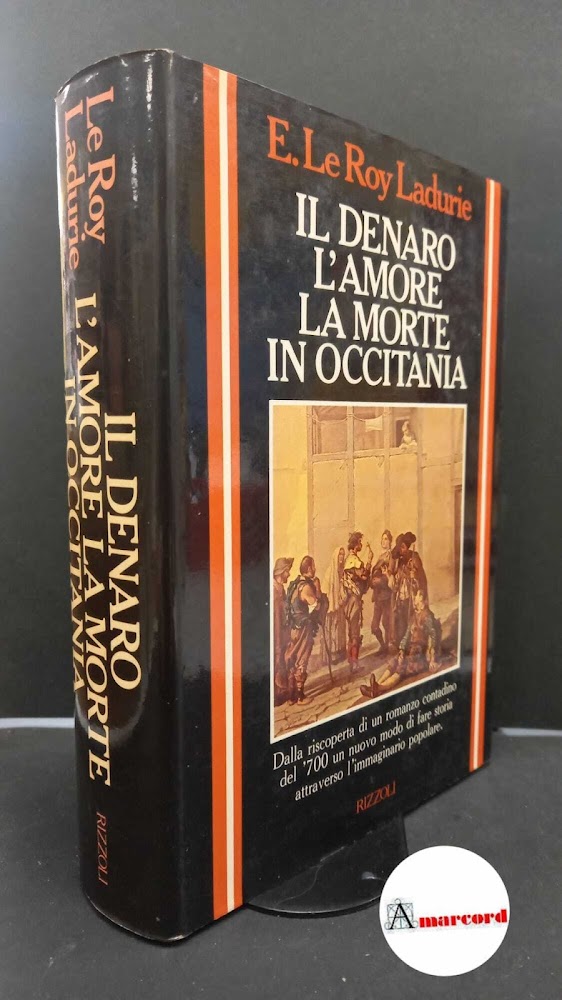 Le Roy
Ladurie
IL DENARO
L'AMORE LA MORTE
IN OCCITANIA
RIZZOLI
E. Le Roy Ladurie
IL DENARO
L'AMORE
LA MORTE
IN OCCITANIA
Dalla riscoperta di un romanzo contadino
del '700 un nuovo modo di fare storia
attraverso l'immaginario popolare.
RIZZOLI
Amarcord